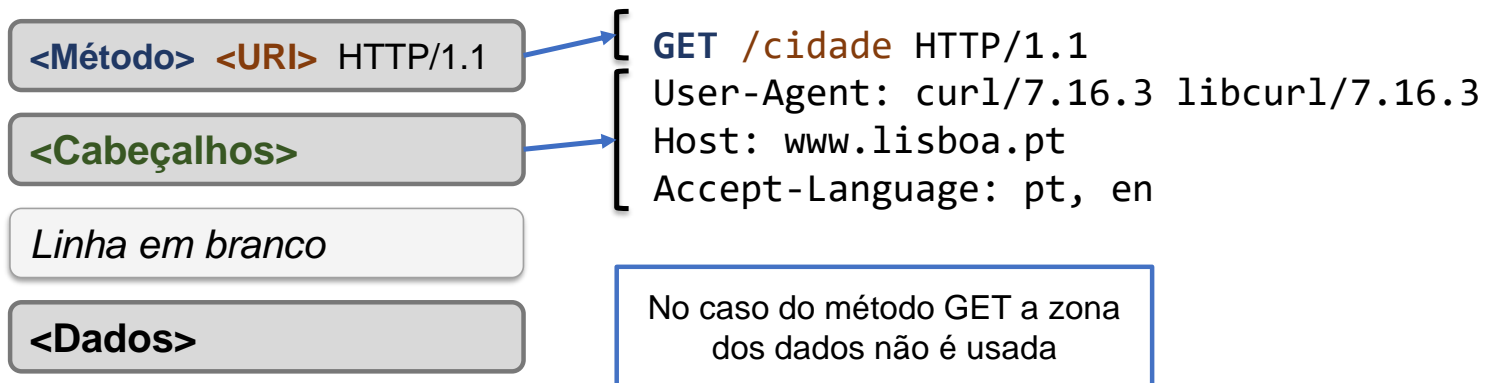 <Método> <URI> HTTP/1.1
<Cabeçalhos>
Linha em branco
<Dados>
GET /cidade HTTP/1.1
User-Agent: curl/7.16.3 libcurl/7.16.3
Host: www.lisboa.pt
Accept-Language: pt, en
No caso do método GET a zona
dos dados não é usada